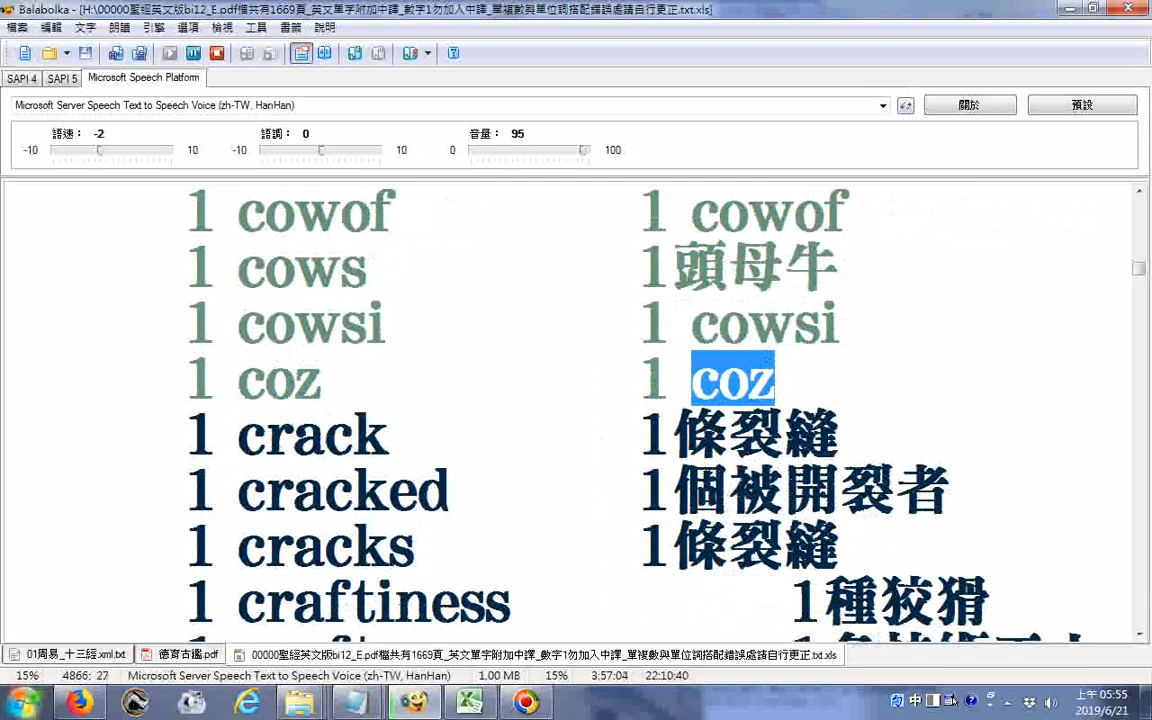 Balabolka - [H:\00000聖經英文版bi12_E.pdf檔共有1669頁_英文單字附加中譯_數字1勿加入中譯_單複數與單位詞搭配錯誤處請自行更正.txt.xls]
檔案 編輯 文字 朗讀 引擎 選項 檢視 工具 書籤 說明
SAPI 4 SAPI 5 Microsoft Speech Platform
Microsoft Server Speech Text to Speech Voice (zh-TW, HanHan) 關於 預設
語速： -2 語調： 0 音量： 95
-10 10 -10 10 0 100
1 cowof 1 cowof
1 cows 1頭母牛
1 cowsi 1 cowsi
1 coz 1 coz
1 crack 1條裂縫
1 cracked 1個被開裂者
1 cracks 1條裂縫
1 craftiness 1種狡猾
01周易_十三經.xml.txt 德育古鑑.pdf 00000聖經英文版bi12_E.pdf檔共有1669頁_英文單字附加中譯_數字1勿加入中譯_單複數與單位詞搭配錯誤處請自行更正.txt.xls
15% 4866: 27 Microsoft Server Speech Text to Speech Voice (zh-TW, HanHan) 1,00 MB 15% 3:57:04 22:10:40
中 上午 05:55
2019/6/21